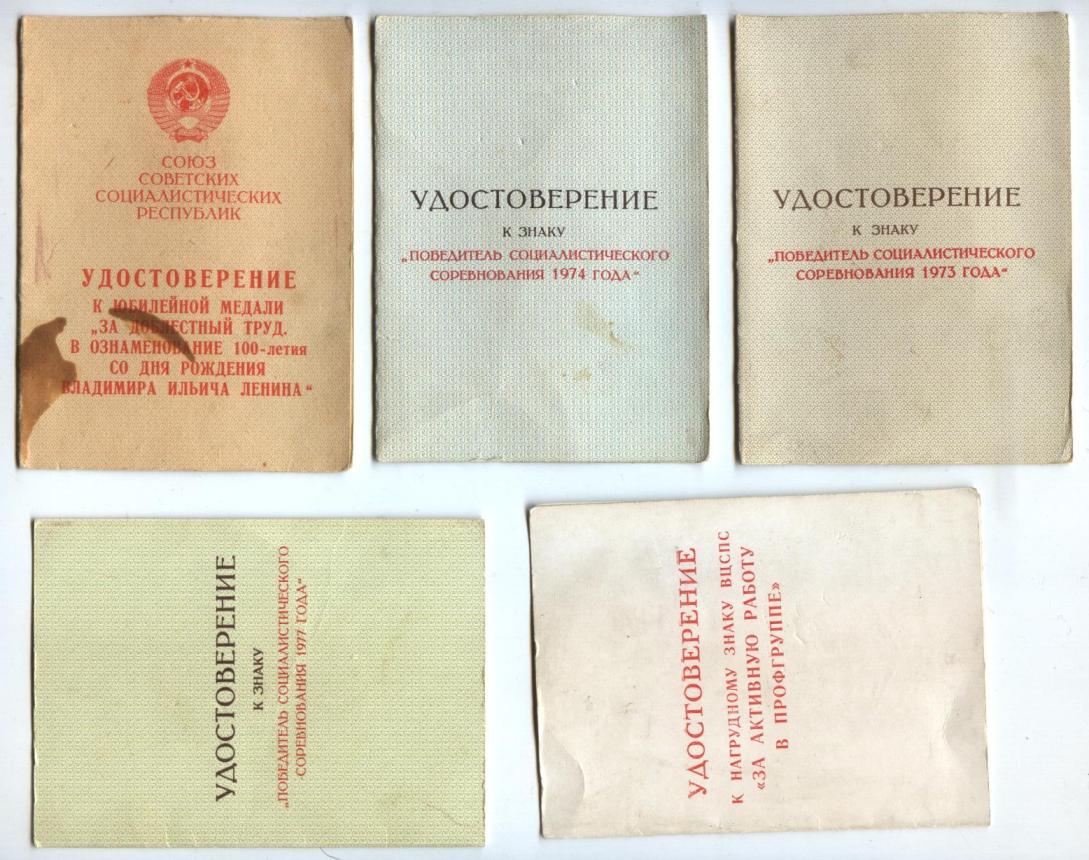 СОЮЗ
СОВЕТСКИХ
СОЦИАЛИСТИЧЕСКИХ
РЕСПУБЛИК
УДОСТОВЕРЕНИЕ
К ЮБИЛЕЙНОЙ МЕДАЛИ
„ЗА ДОБЛЕСТНЫЙ ТРУД.
В ОЗНАМЕНОВАНИЕ 100-летия
СО ДНЯ РОЖДЕНИЯ
ВЛАДИМИРА ИЛЬИЧА ЛЕНИНА“
УДОСТОВЕРЕНИЕ
К ЗНАКУ
„ПОБЕДИТЕЛЬ СОЦИАЛИСТИЧЕСКОГО
СОРЕВНОВАНИЯ 1974 ГОДА“
УДОСТОВЕРЕНИЕ
К ЗНАКУ
„ПОБЕДИТЕЛЬ СОЦИАЛИСТИЧЕСКОГО
СОРЕВНОВАНИЯ 1973 ГОДА“
УДОСТОВЕРЕНИЕ
К ЗНАКУ
„ПОБЕДИТЕЛЬ СОЦИАЛИСТИЧЕСКОГО
СОРЕВНОВАНИЯ 1977 ГОДА“
УДОСТОВЕРЕНИЕ
К НАГРУДНОМУ ЗНАКУ ВЦСПС
«ЗА АКТИВНУЮ РАБОТУ
В ПРОФГРУППЕ»